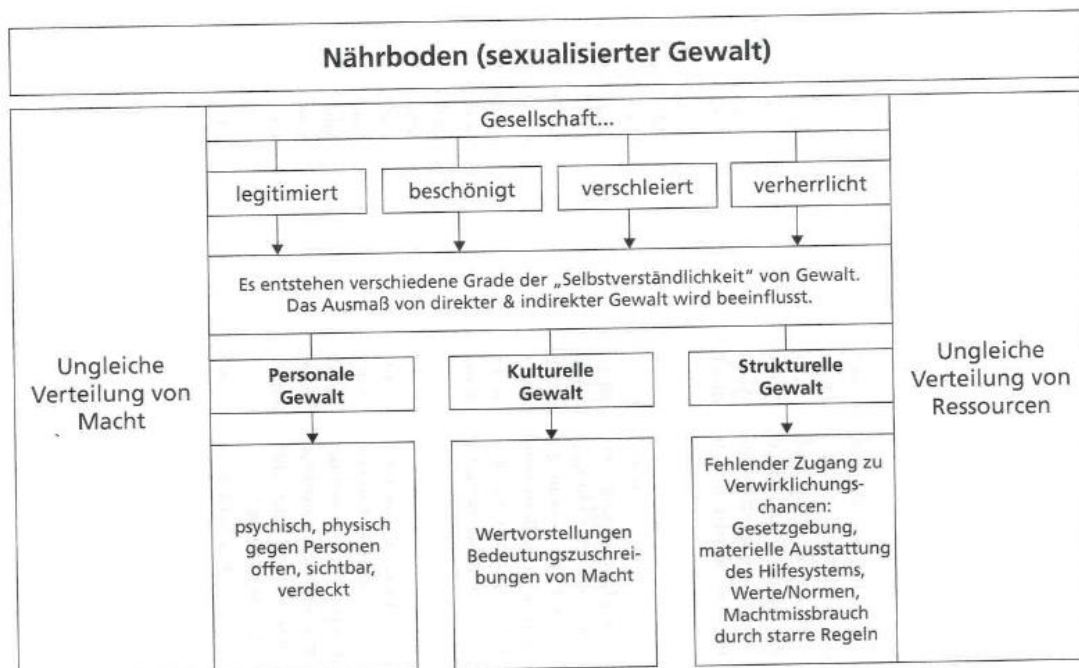 Nährboden (sexualisierter Gewalt)
Gesellschaft...
legitimiert
beschönigt
verschleiert
verherrlicht
Es entstehen verschiedene Grade der „Selbstverständlichkeit“ von Gewalt.
Das Ausmaß von direkter & indirekter Gewalt wird beeinflusst.
Ungleiche
Verteilung von
Macht
Personale
Gewalt
Kulturelle
Gewalt
Strukturelle
Gewalt
Ungleiche
Verteilung von
Ressourcen
psychisch, physisch
gegen Personen
offen, sichtbar,
verdeckt
Wertvorstellungen
Bedeutungszuschrei-
bungen von Macht
Fehlender Zugang zu
Verwirklichungs-
chancen:
Gesetzgebung,
materielle Ausstattung
des Hilfesystems,
Werte/Normen,
Machtmissbrauch
durch starre Regeln